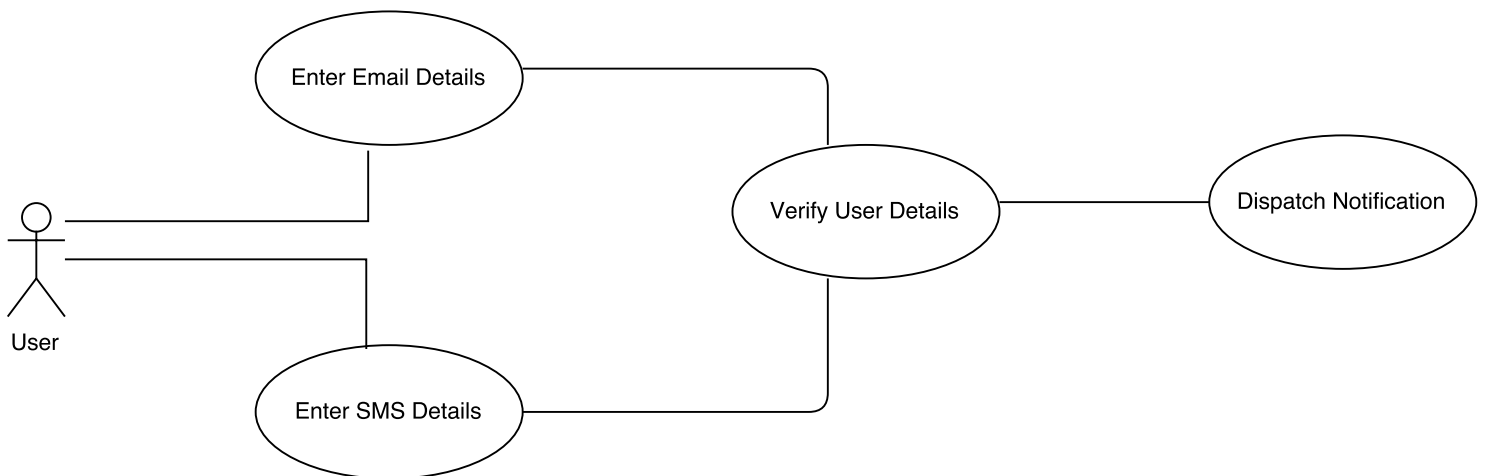 Enter Email Details
Verify User Details
Dispatch Notification
User
Enter SMS Details